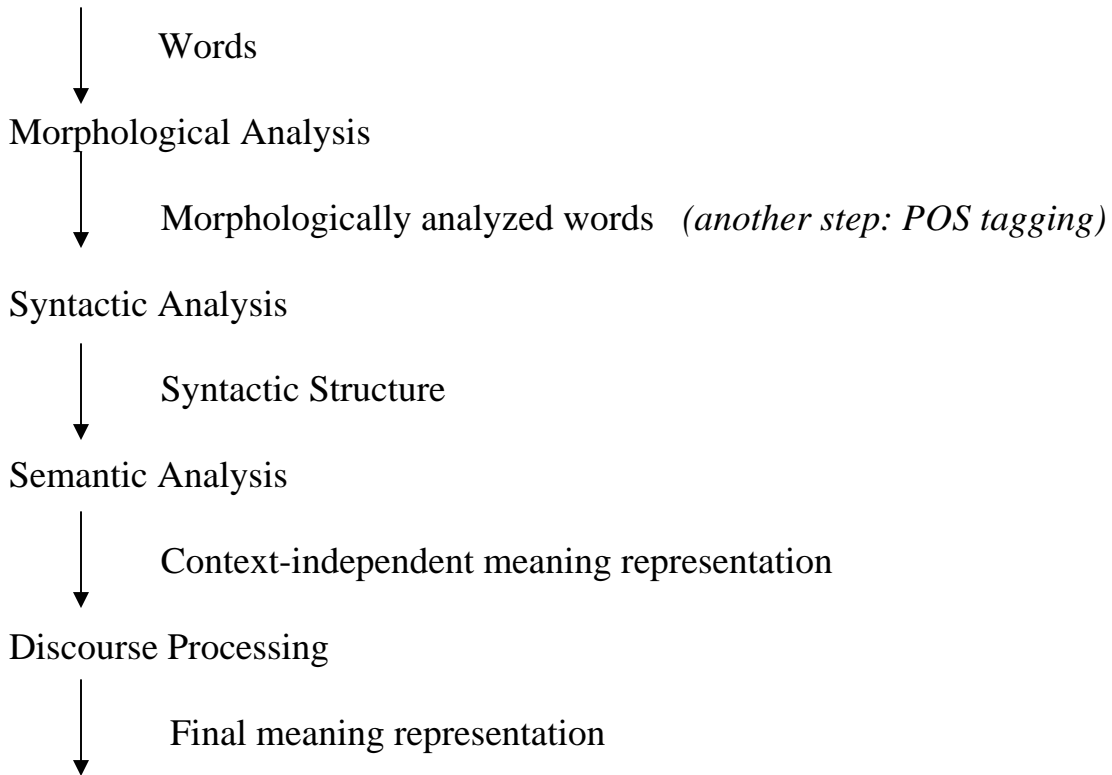 Words
Morphological Analysis
Morphologically analyzed words (another step: POS tagging)
Syntactic Analysis
Syntactic Structure
Semantic Analysis
Context-independent meaning representation
Discourse Processing
Final meaning representation